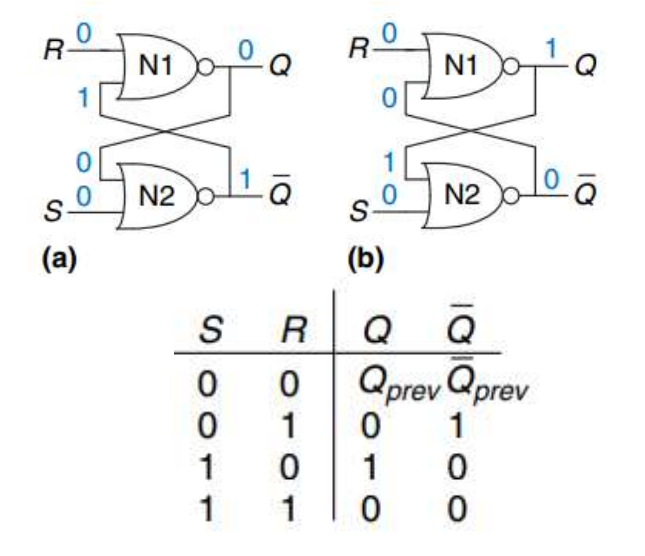 R 0 N1 0 Q
1
0
S 0 N2 1 Q̅
(a)
R 0 N1 1 Q
0
1
S 0 N2 0 Q̅
(b)
S R Q Q̅
0 0 Qprev Q̅prev
0 1 0 1
1 0 1 0
1 1 0 0